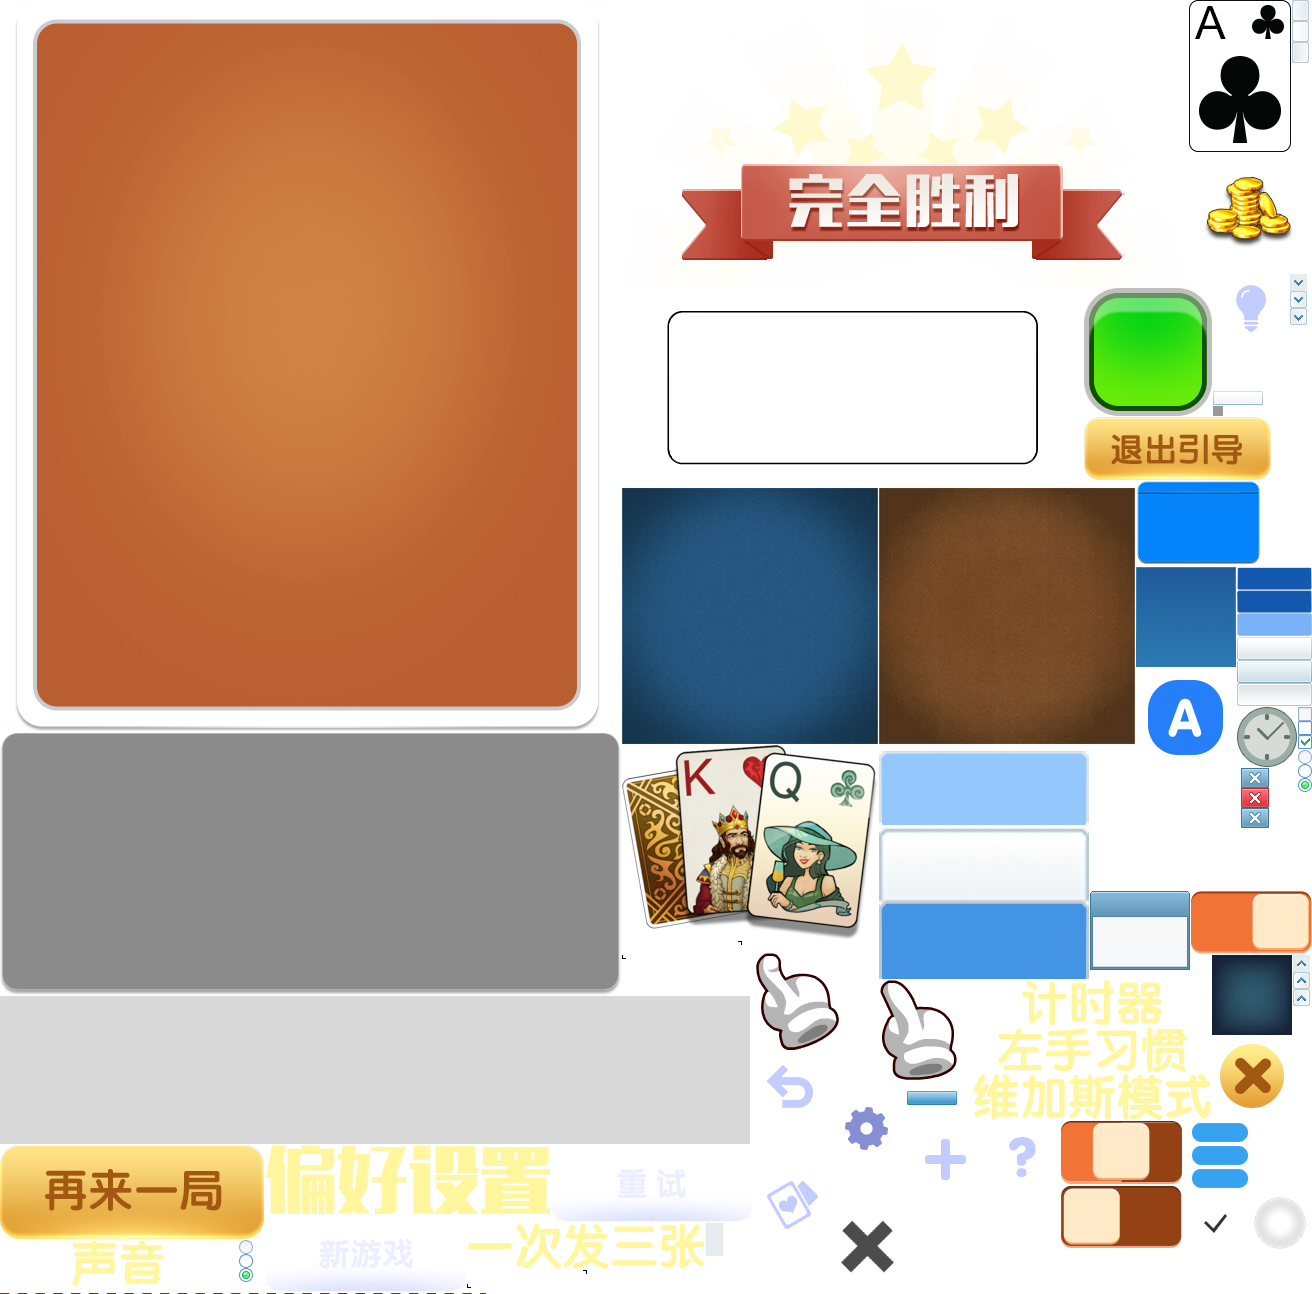 A
完全胜利
退出引导
A
K
Q
计时器
左手习惯
维加斯模式
再来一局
偏好设置
重试
一次发三张
声音
新游戏
?